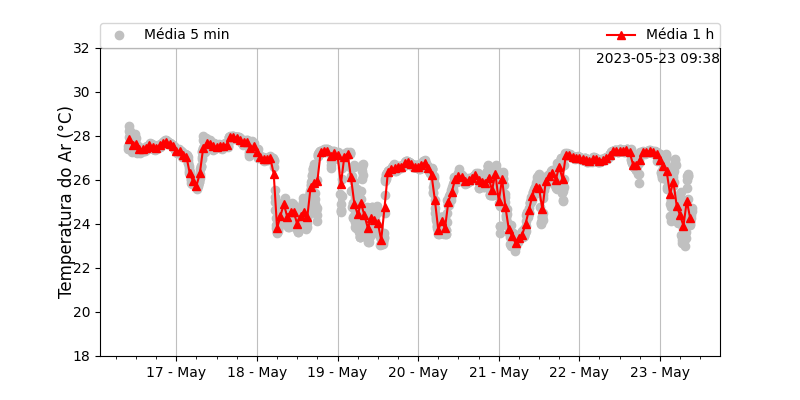 Média 5 min
Média 1 h
2023-05-23 09:38
Temperatura do Ar (°C)
32
30
28
26
24
22
20
18
17 - May
18 - May
19 - May
20 - May
21 - May
22 - May
23 - May